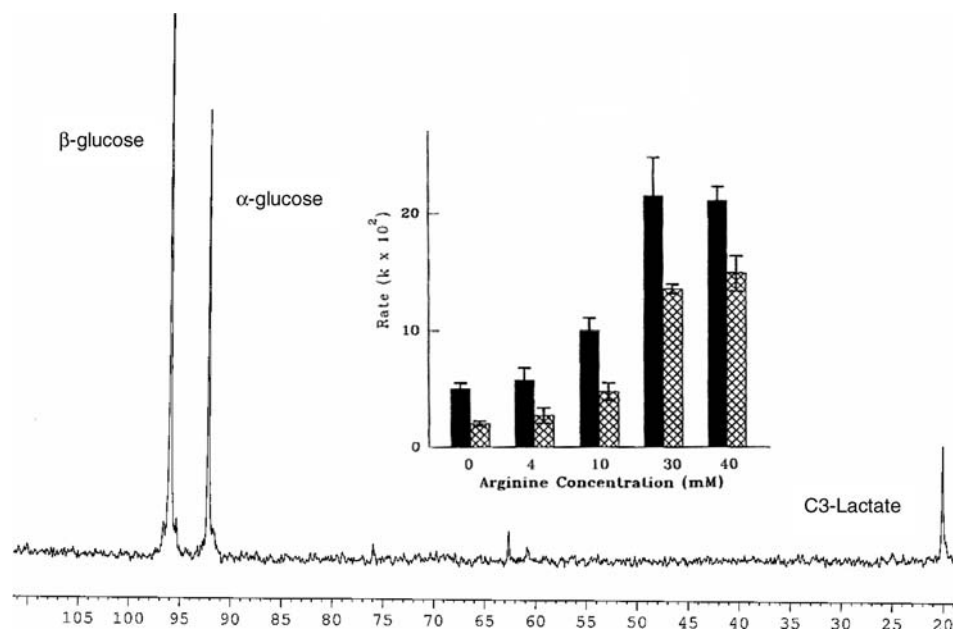 β-glucose
α-glucose
Rate (k x 10²)
20
10
0
0 4 10 30 40
Arginine Concentration (mM)
C3-Lactate
105 100 95 90 85 80 75 70 65 60 55 50 45 40 35 30 25 20